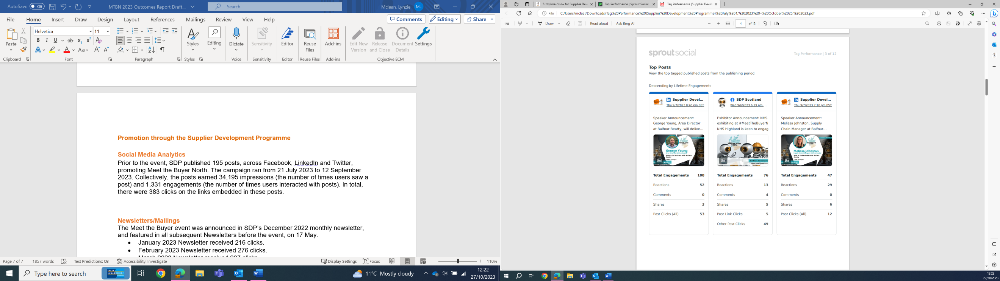 AutoSave Off
MTBN 2023 Outcomes Report Draft...
Search
Mclean, Lynzie ML
File Home Insert Draw Design Layout References Mailings Review View Help
Comments Editing Share
Helvetica 11
Paste
Styles
Editing
Dictate
Sensitivity
Editor
Reuse Files
Add-ins
Edit New Version
Release and Close
Document Details
Settings
Clipboard Font Paragraph Styles Voice Sensitivity Editor Reuse Files Add-ins Objective ECM
Promotion through the Supplier Development Programme
Social Media Analytics
Prior to the event, SDP published 195 posts, across Facebook, LinkedIn and Twitter,
promoting Meet the Buyer North. The campaign ran from 21 July 2023 to 12 September
2023. Collectively, the posts earned 34,195 impressions (the number of times users saw a
post) and 1,331 engagements (the number of times users interacted with posts). In total,
there were 383 clicks on the links embedded in these posts.
Newsletters/Mailings
The Meet the Buyer event was announced in SDP's December 2022 monthly newsletter,
and featured in all subsequent Newsletters before the event, on 17 May.
• January 2023 Newsletter received 216 clicks.
• February 2023 Newsletter received 276 clicks.
Page 7 of 7 1857 words Text Predictions: On Accessibility: Investigate Display Settings Focus 110%
Type here to search
11°C Mostly cloudy
12:22
27/10/2023
fuzzylime cms+ for Supplier Dev
Tag Performance | Sprout Social
Tag Performance (Supplier Devel
File C:/Users/mcleal/Downloads/Tag%20Performance%20(Supplier%20Development%20Programme)%20July%201.%202023%20–%20October%2025.%202023.pdf
Draw
Read aloud
Ask Bing AI
4 of 13
sproutsocial
Tag Performance | 3 of 12
Top Posts
View the top tagged published posts from the publishing period.
Descending by Lifetime Engagements
Supplier Devel...
Thu 9/7/2023 8:46 pm BST
Speaker Announcement:
George Young, Area Director
at Balfour Beatty, will delive...
George Young
Total Engagements 108
Reactions 52
Comments 0
Shares 3
Post Clicks (All) 53
SDP Scotland
Wed 9/6/2023 6:29 pm ...
Exhibitor Announcement: NHS
exhibiting at #MeetTheBuyerN
NHS Highland is keen to engag
Total Engagements 76
Reactions 13
Comments 4
Shares 5
Post Link Clicks 5
Other Post Clicks 49
Supplier Devel...
Thu 9/7/2023 7:10 pm BST
Speaker Announcement:
Melissa Johnston, Supply
Chain Manager at Balfour...
Melissa Johnston
Total Engagements 47
Reactions 29
Comments 0
Shares 6
Post Clicks (All) 12
12:22
27/10/2023